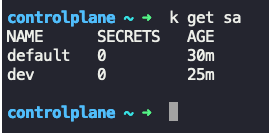 controlplane ~ ➜  k get sa
NAME      SECRETS   AGE
default   0         30m
dev       0         25m
controlplane ~ ➜